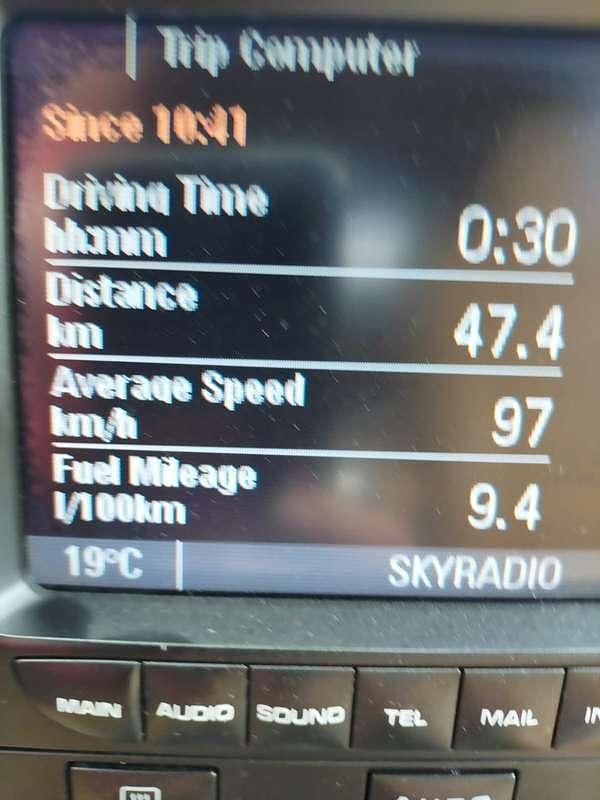 Trip Computer
Since 10:41
Driving Time
hh:mm 0:30
Distance
km 47.4
Average Speed
km/h 97
Fuel Mileage
l/100km 9.4
19°C SKYRADIO
MAIN AUDIO SOUND TEL MAIL